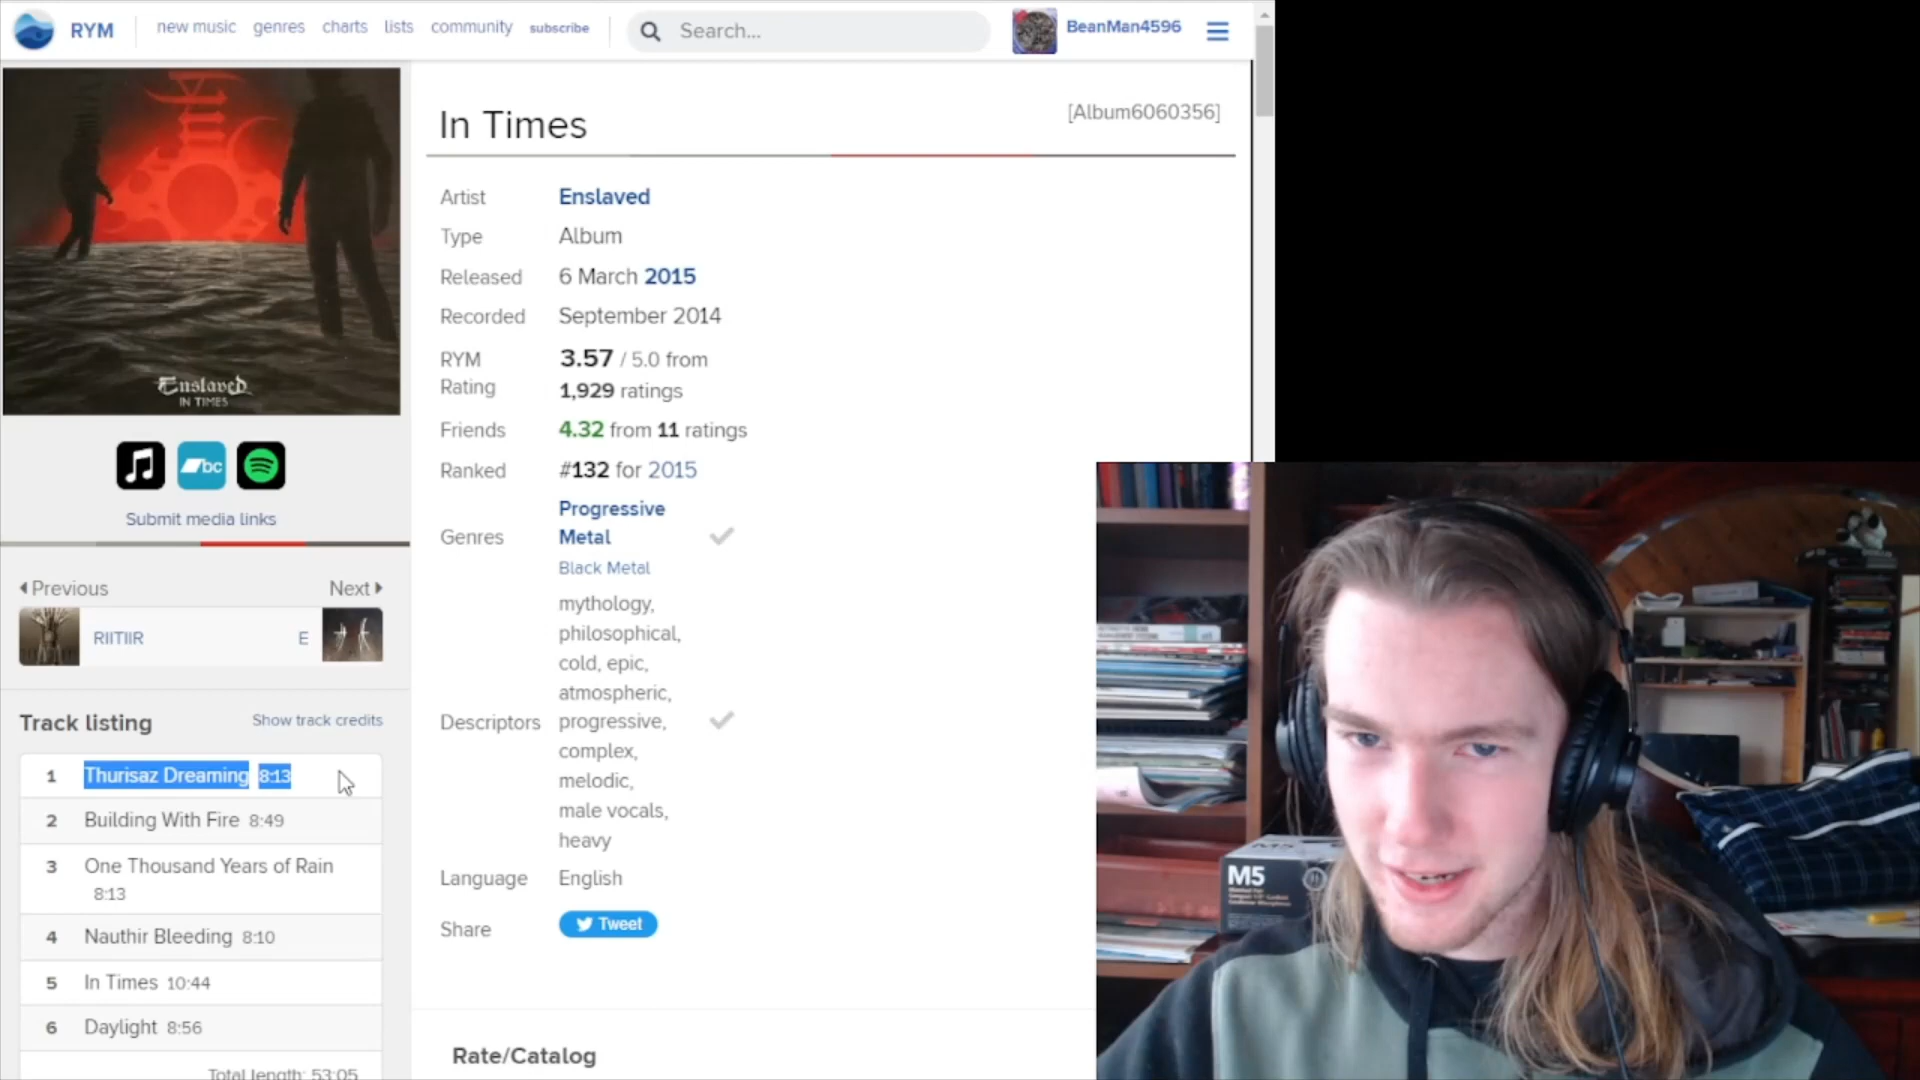 RYM
new music genres charts lists community subscribe
Search...
BeanMan4596
Enslaved
IN TIMES
bc
Submit media links
Previous
Next
RIITIIR
E
Track listing
Show track credits
1 Thurisaz Dreaming 8:13
2 Building With Fire 8:49
3 One Thousand Years of Rain
8:13
4 Nauthir Bleeding 8:10
5 In Times 10:44
6 Daylight 8:56
Total length: 53:05
In Times
[Album6060356]
Artist Enslaved
Type Album
Released 6 March 2015
Recorded September 2014
RYM Rating
3.57 / 5.0 from
1,929 ratings
Friends 4.32 from 11 ratings
Ranked #132 for 2015
Genres
Progressive
Metal
Black Metal
Descriptors
mythology,
philosophical,
cold, epic,
atmospheric,
progressive,
complex,
melodic,
male vocals,
heavy
Language English
Share Tweet
Rate/Catalog
M5